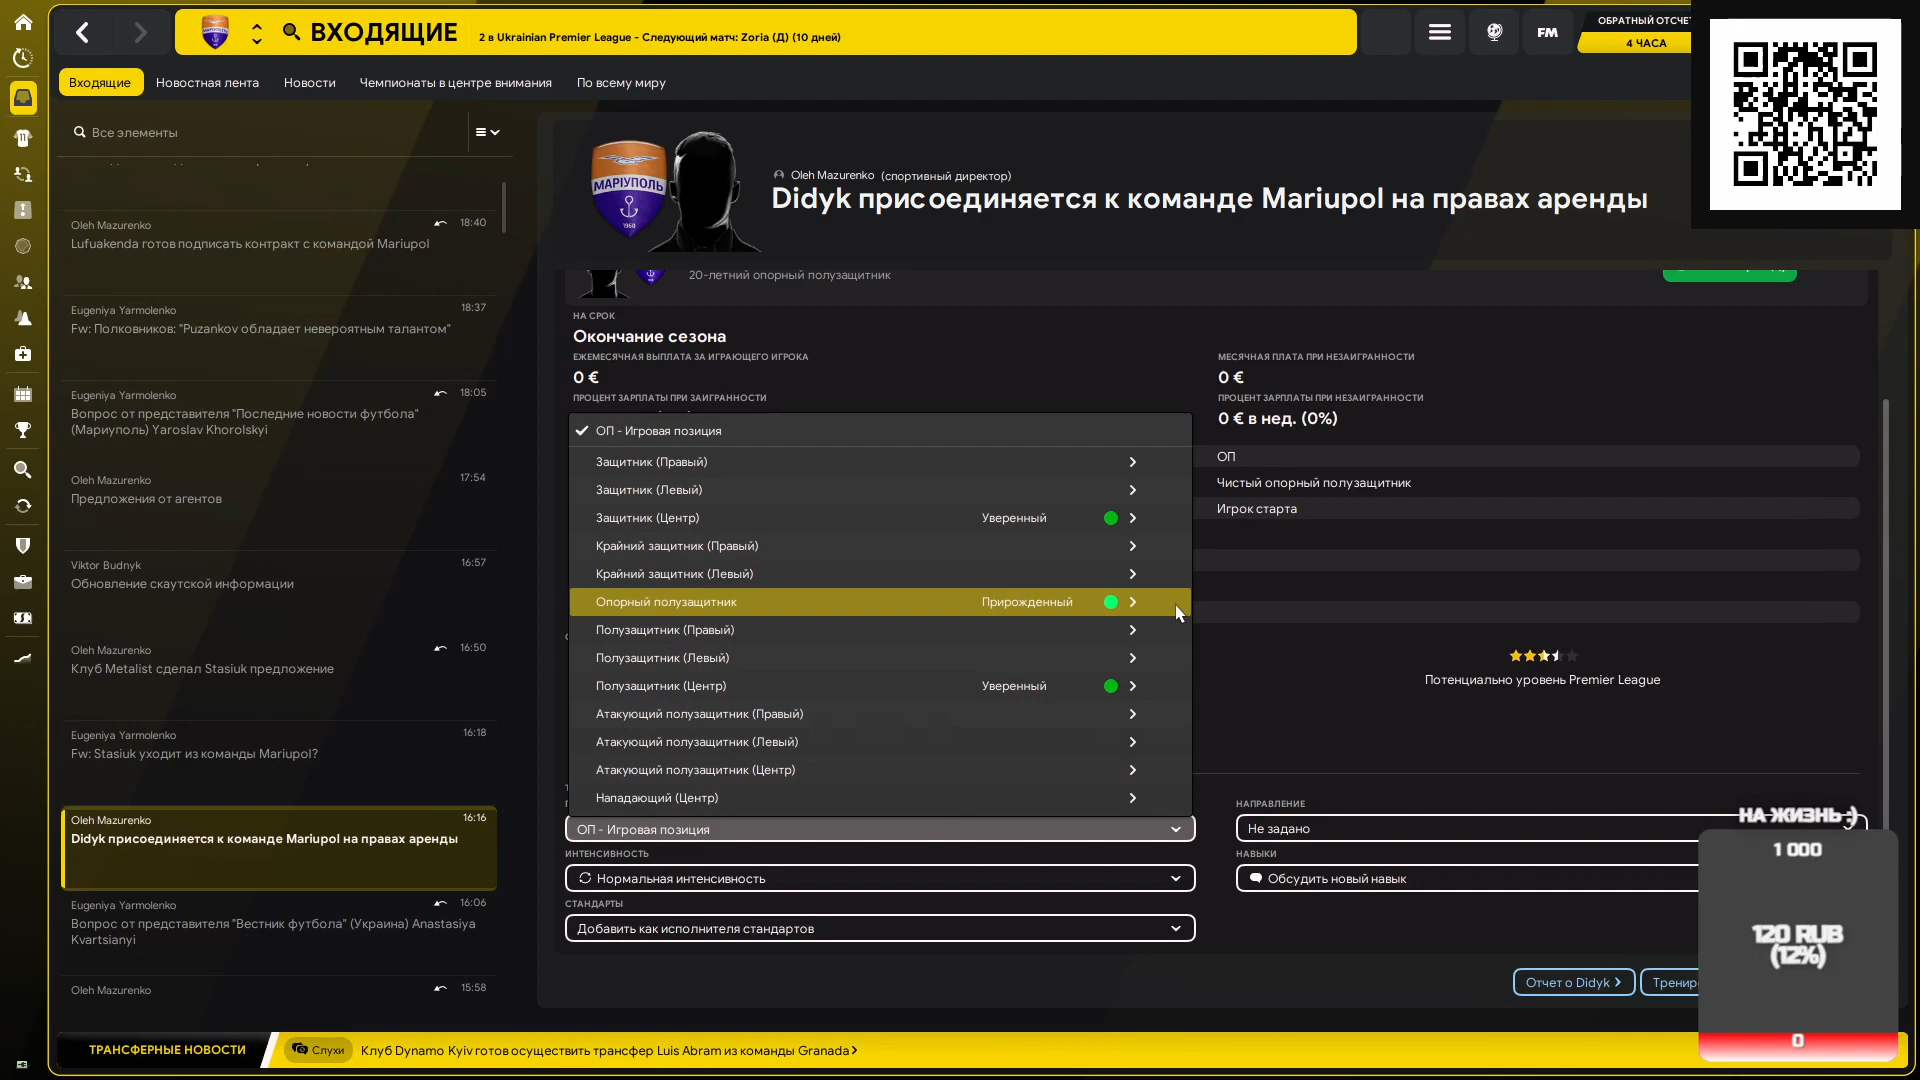 ВХОДЯЩИЕ
2 в Ukrainian Premier League - Следующий матч: Zoria (Д) (10 дней)
FM
ОБРАТНЫЙ ОТСЧЕТ
4 ЧАСА
Входящие
Новостная лента
Новости
Чемпионаты в центре внимания
По всему миру
Все элементы
Oleh Mazurenko
18:40
Lufuakenda готов подписать контракт с командой Mariupol
Eugeniya Yarmolenko
18:37
Fw: Полковников: "Puzankov обладает невероятным талантом"
Eugeniya Yarmolenko
18:05
Вопрос от представителя "Последние новости футбола"
(Мариуполь) Yaroslav Khorolskyi
Oleh Mazurenko
17:54
Предложения от агентов
Viktor Budnyk
16:57
Обновление скаутской информации
Oleh Mazurenko
16:50
Клуб Metalist сделал Stasiuk предложение
Eugeniya Yarmolenko
16:18
Fw: Stasiuk уходит из команды Mariupol?
Oleh Mazurenko
16:16
Didyk присоединяется к команде Mariupol на правах аренды
Eugeniya Yarmolenko
16:06
Вопрос от представителя "Вестник футбола" (Украина) Anastasiya
Kvartsianyi
Oleh Mazurenko
15:58
МАРІУПОЛЬ
1960
Oleh Mazurenko (спортивный директор)
Didyk присоединяется к команде Mariupol на правах аренды
20-летний опорный полузащитник
НА СРОК
Окончание сезона
ЕЖЕМЕСЯЧНАЯ ВЫПЛАТА ЗА ИГРАЮЩЕГО ИГРОКА
0 €
МЕСЯЧНАЯ ПЛАТА ПРИ НЕЗАИГРАННОСТИ
0 €
ПРОЦЕНТ ЗАРПЛАТЫ ПРИ ЗАИГРАННОСТИ
ПРОЦЕНТ ЗАРПЛАТЫ ПРИ НЕЗАИГРАННОСТИ
0 € в нед. (0%)
ОП
Чистый опорный полузащитник
Игрок старта
Потенциально уровень Premier League
ОП - Игровая позиция
Защитник (Правый)
Защитник (Левый)
Защитник (Центр) Уверенный
Крайний защитник (Правый)
Крайний защитник (Левый)
Опорный полузащитник Прирожденный
Полузащитник (Правый)
Полузащитник (Левый)
Полузащитник (Центр) Уверенный
Атакующий полузащитник (Правый)
Атакующий полузащитник (Левый)
Атакующий полузащитник (Центр)
Нападающий (Центр)
ОП - Игровая позиция
НАПРАВЛЕНИЕ
Не задано
ИНТЕНСИВНОСТЬ
Нормальная интенсивность
НАВЫКИ
Обсудить новый навык
СТАНДАРТЫ
Добавить как исполнителя стандартов
Отчет о Didyk
Тренир
НА ЖИЗНЬ :)
1 000
120 RUB
(12%)
0
ТРАНСФЕРНЫЕ НОВОСТИ
Слухи
Клуб Dynamo Kyiv готов осуществить трансфер Luis Abram из команды Granada